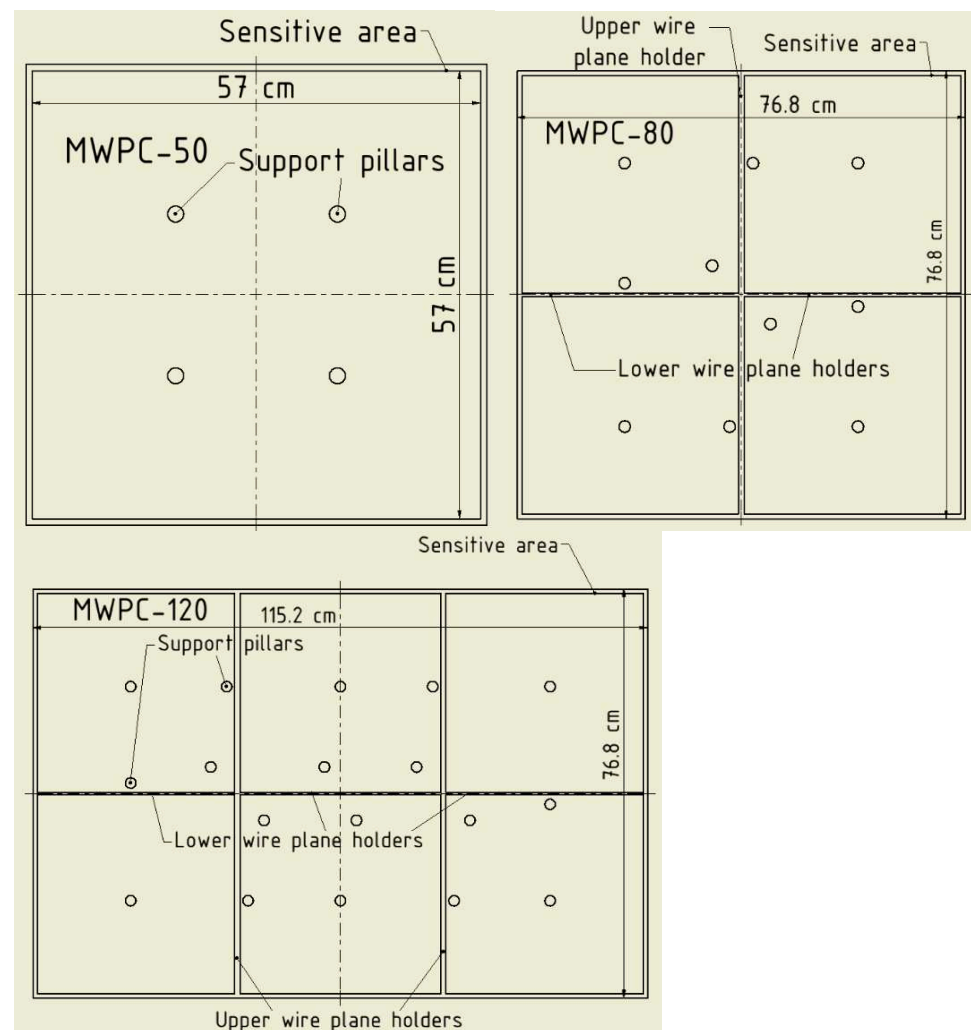 Sensitive area
57 cm
MWPC-50
Support pillars
57 cm
Upper wire
plane holder
Sensitive area
76.8 cm
MWPC-80
76.8 cm
Lower wire plane holders
Sensitive area
MWPC-120
115.2 cm
Support pillars
76.8 cm
Lower wire plane holders
Upper wire plane holders